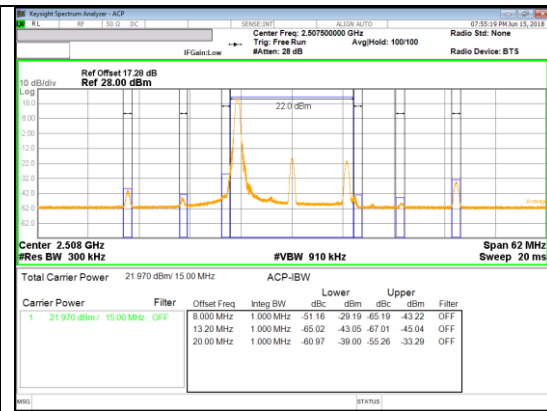 Keysight Spectrum Analyzer - ACP
RL RF 50 Ω DC SENSE:INT ALIGN AUTO 07:55:19 PM Jun 15, 2018
Center Freq: 2.507500000 GHz Radio Std: None
Trig: Free Run Avg|Hold: 100/100
IFGain:Low #Atten: 28 dB Radio Device: BTS
Ref Offset 17.28 dB
10 dB/div Ref 28.00 dBm
Log
18.0
22.0 dBm
8.00
-2.00
-12.0
-22.0
-32.0
-42.0
-52.0
-62.0
Center 2.508 GHz Span 62 MHz
#Res BW 300 kHz #VBW 910 kHz Sweep 20 ms
Total Carrier Power 21.970 dBm/ 15.00 MHz ACP-IBW
Lower Upper
Carrier Power Filter Offset Freq Integ BW dBc dBm dBc dBm Filter
1 21.970 dBm / 15.00 MHz OFF 8.000 MHz 1.000 MHz -51.16 -29.19 -65.19 -43.22 OFF
13.20 MHz 1.000 MHz -65.02 -43.05 -67.01 -45.04 OFF
20.00 MHz 1.000 MHz -60.97 -39.00 -55.26 -33.29 OFF
MSG STATUS